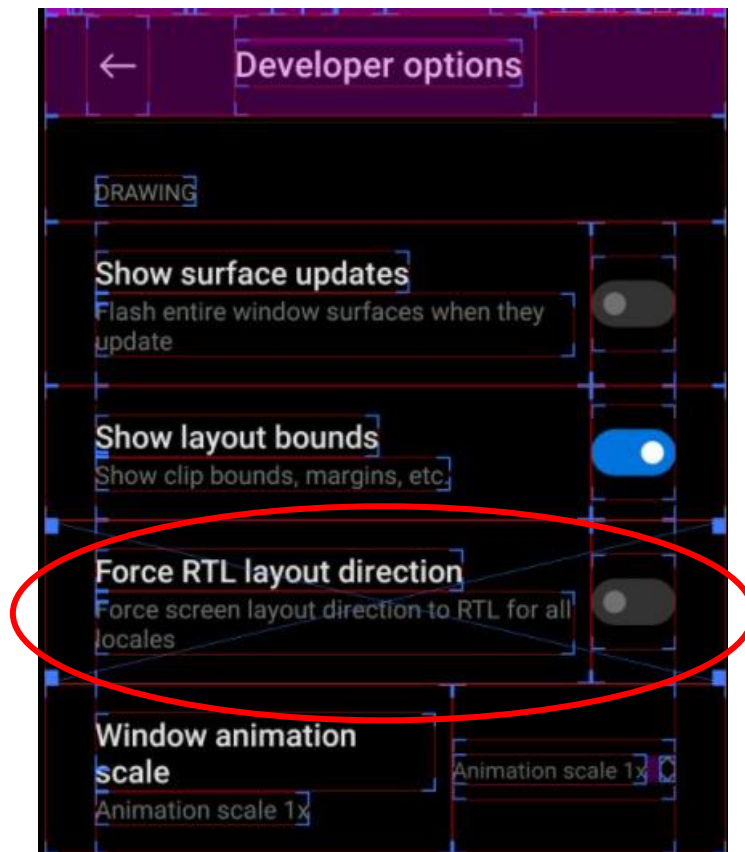 Developer options
DRAWING
Show surface updates
Flash entire window surfaces when they
update
Show layout bounds
Show clip bounds, margins, etc.
Force RTL layout direction
Force screen layout direction to RTL for all
locales
Window animation
scale
Animation scale 1x
Animation scale 1x